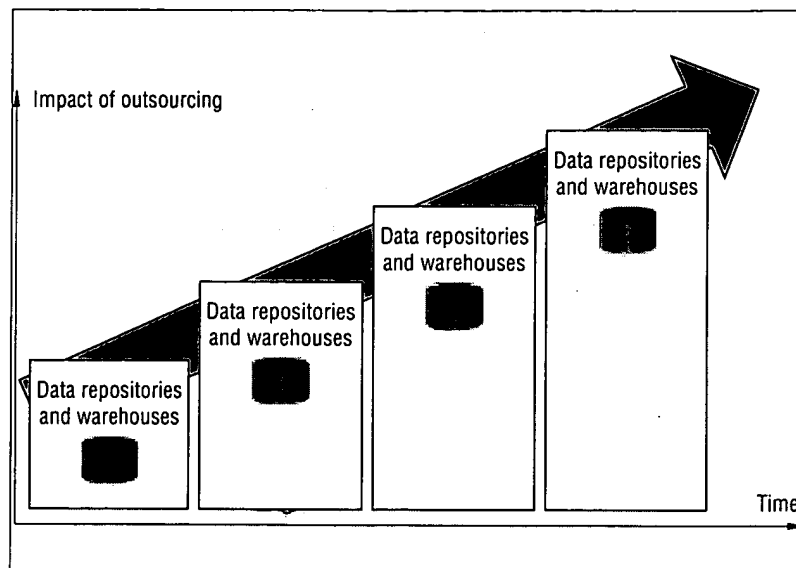 Impact of outsourcing
Data repositories
and warehouses
Data repositories
and warehouses
Data repositories
and warehouses
Data repositories
and warehouses
Time